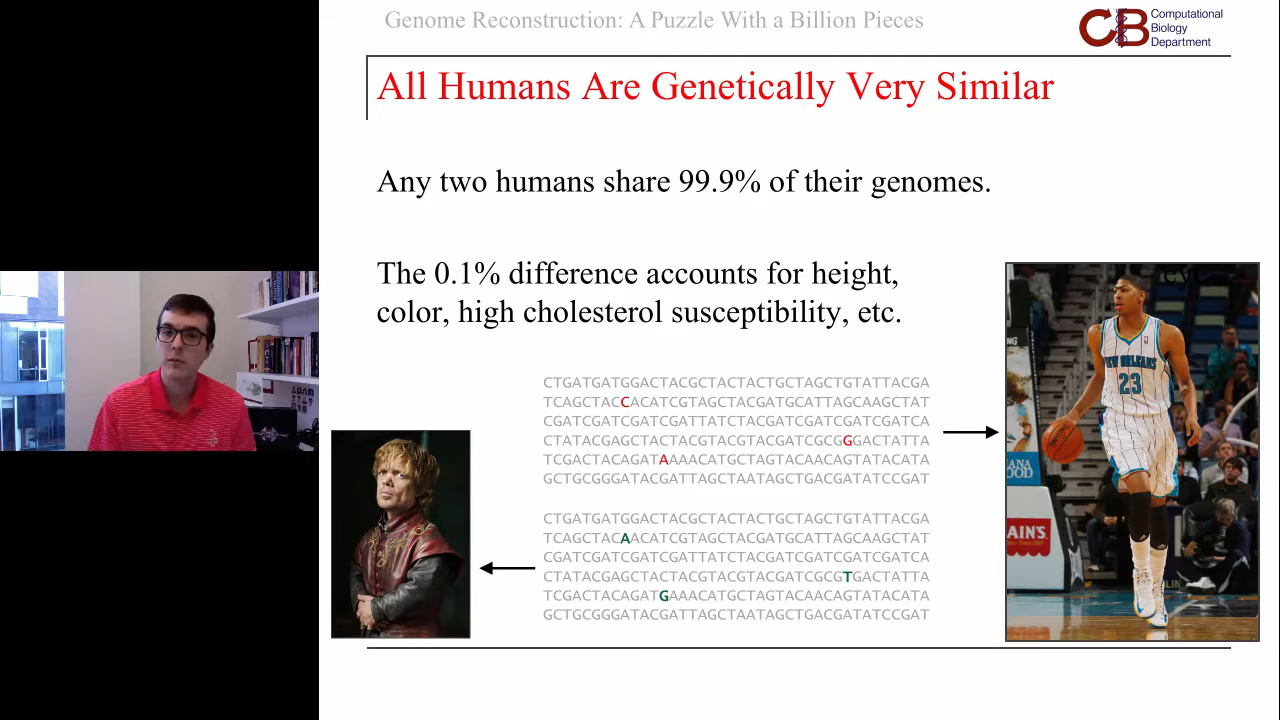 Genome Reconstruction: A Puzzle With a Billion Pieces
CB Computational
Biology
Department
All Humans Are Genetically Very Similar
Any two humans share 99.9% of their genomes.
The 0.1% difference accounts for height,
color, high cholesterol susceptibility, etc.
CTGATGATGGACTACGCTACTACTGCTAGCTGTATTACGA
TCAGCTACCACATCGTAGCTACGATGCATTAGCAAGCTAT
CGATCGATCGATCGATTATCTACGATCGATCGATCGATCA
CTATACGAGCTACTACGTACGTACGATCGCGGGACTATTA
TCGACTACAGATAAAACATGCTAGTACAACAGTATACATA
GCTGCGGGATACGATTAGCTAATAGCTGACGATATCCGAT
CTGATGATGGACTACGCTACTACTGCTAGCTGTATTACGA
TCAGCTACAACATCGTAGCTACGATGCATTAGCAAGCTAT
CGATCGATCGATCGATTATCTACGATCGATCGATCGATCA
CTATACGAGCTACTACGTACGTACGATCGCGTGACTATTA
TCGACTACAGATGAAACATGCTAGTACAACAGTATACATA
GCTGCGGGATACGATTAGCTAATAGCTGACGATATCCGAT
NEW ORLEANS
23